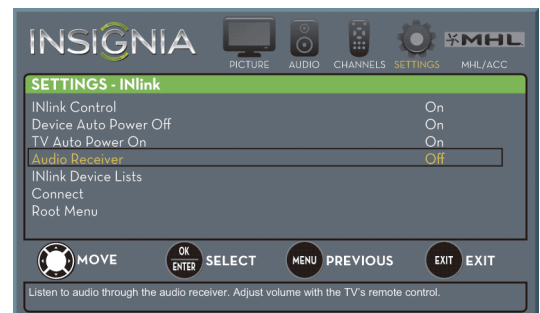 INSIGNIA
PICTURE AUDIO CHANNELS SETTINGS MHL MHL/ACC
SETTINGS - INlink
INlink Control On
Device Auto Power Off On
TV Auto Power On On
Audio Receiver Off
INlink Device Lists
Connect
Root Menu
MOVE OK ENTER SELECT MENU PREVIOUS EXIT EXIT
Listen to audio through the audio receiver. Adjust volume with the TV's remote control.